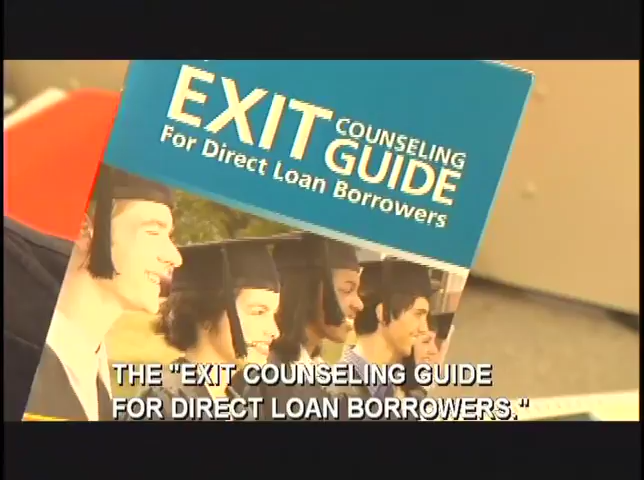 EXIT COUNSELING
GUIDE
For Direct Loan Borrowers
THE "EXIT COUNSELING GUIDE
FOR DIRECT LOAN BORROWERS."